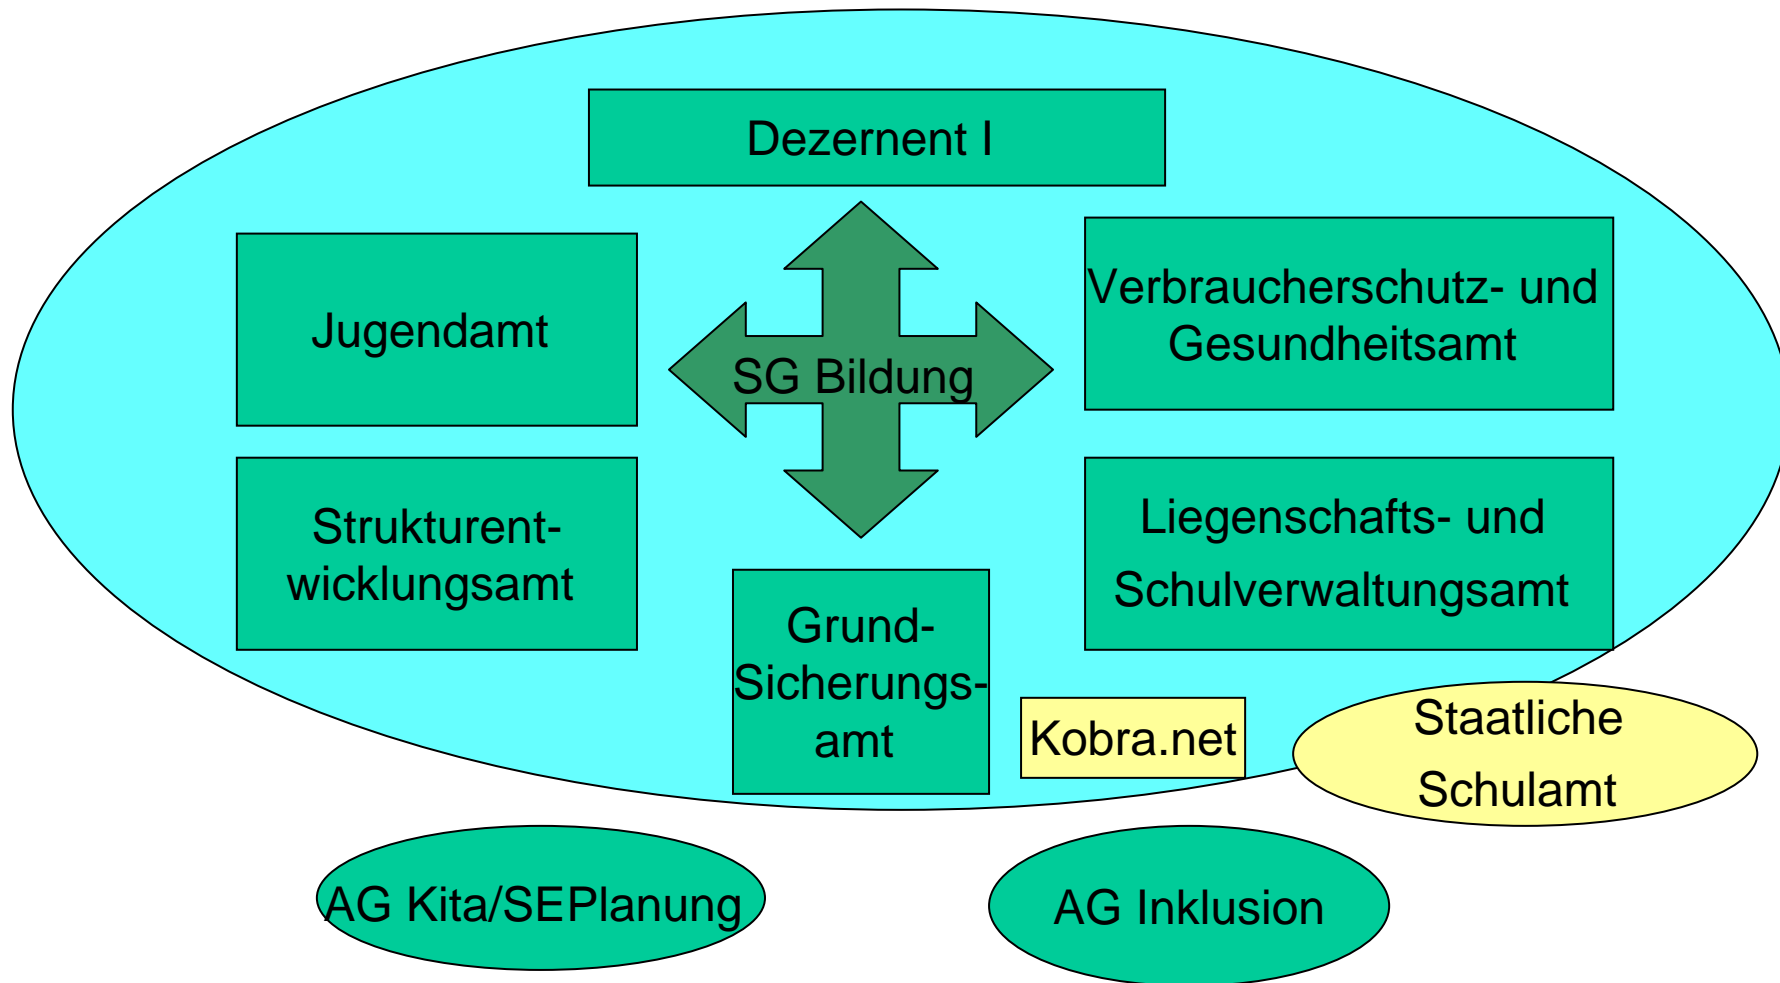 Dezernent I
Jugendamt
Verbraucherschutz- und
Gesundheitsamt
SG Bildung
Strukturent-
wicklungsamt
Liegenschafts- und
Schulverwaltungsamt
Grund-
Sicherungs-
amt
Kobra.net
Staatliche
Schulamt
AG Kita/SEPlanung
AG Inklusion